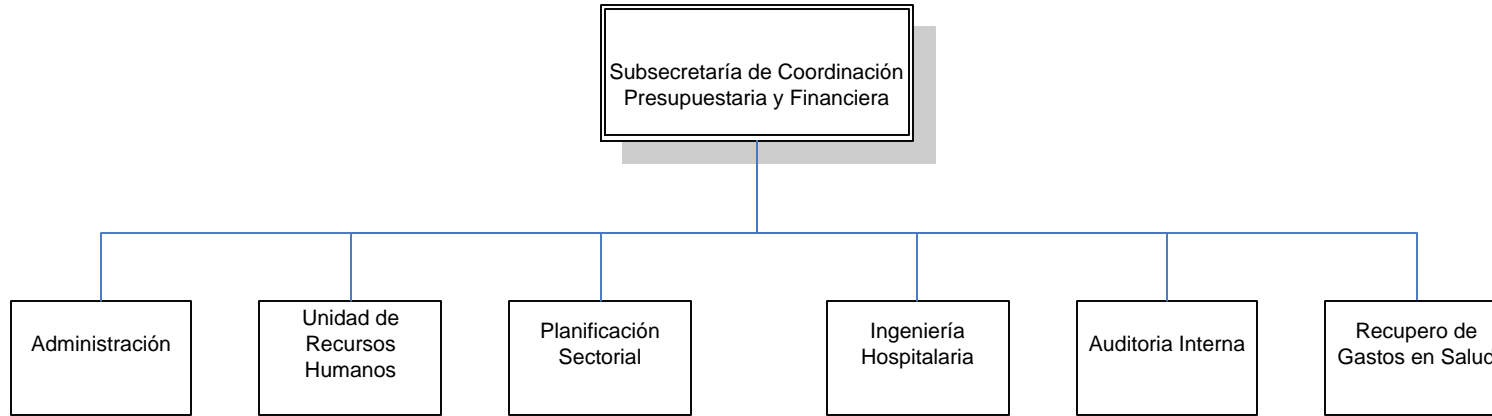 Subsecretaría de Coordinación
Presupuestaria y Financiera
Administración
Unidad de
Recursos
Humanos
Planificación
Sectorial
Ingeniería
Hospitalaria
Auditoria Interna
Recupero de
Gastos en Salud